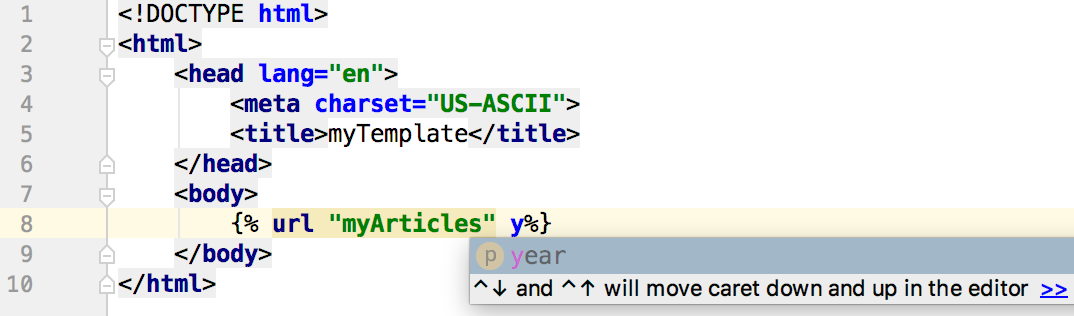 1 <!DOCTYPE html>
2 <html>
3 <head lang="en">
4 <meta charset="US-ASCII">
5 <title>myTemplate</title>
6 </head>
7 <body>
8 {% url "myArticles" y%}
9 </body>
p year
10 </html>
^↓ and ^↑ will move caret down and up in the editor >>